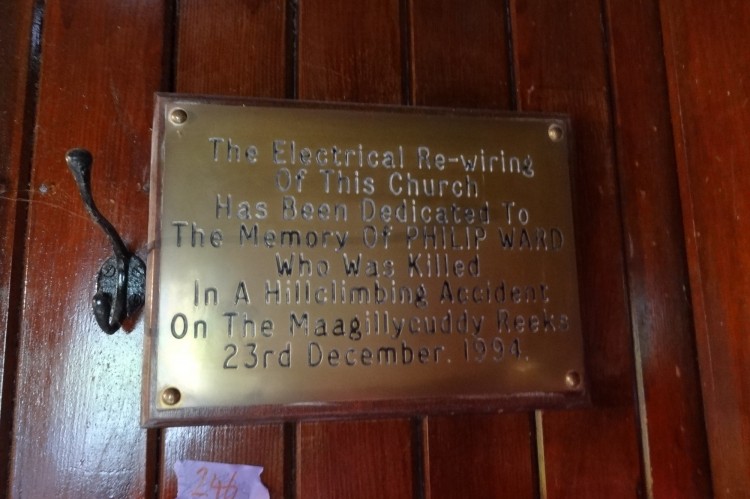 The Electrical Re-wiring
Of This Church
Has Been Dedicated To
The Memory Of PHILIP WARD
Who Was Killed
In A Hillclimbing Accident
On The Maagillycuddy Reeks
23rd December. 1994.
246